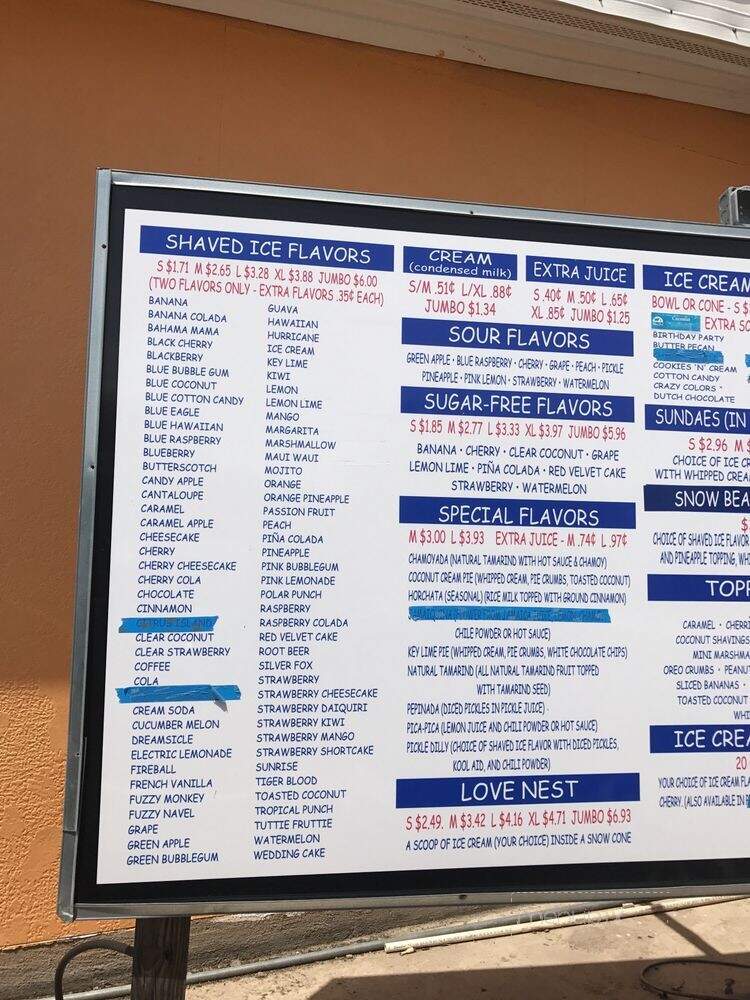 SHAVED ICE FLAVORS
S $1.71 M $2.65 L $3.28 XL $3.88 JUMBO $6.00
(TWO FLAVORS ONLY - EXTRA FLAVORS .35¢ EACH)
BANANA
BANANA COLADA
BAHAMA MAMA
BLACK CHERRY
BLACKBERRY
BLUE BUBBLE GUM
BLUE COCONUT
BLUE COTTON CANDY
BLUE EAGLE
BLUE HAWAIIAN
BLUE RASPBERRY
BLUEBERRY
BUTTERSCOTCH
CANDY APPLE
CANTALOUPE
CARAMEL
CARAMEL APPLE
CHEESECAKE
CHERRY
CHERRY CHEESECAKE
CHERRY COLA
CHOCOLATE
CINNAMON
CITRUS ISLAND
CLEAR COCONUT
CLEAR STRAWBERRY
COFFEE
COLA
CREAM SODA
CUCUMBER MELON
DREAMSICLE
ELECTRIC LEMONADE
FIREBALL
FRENCH VANILLA
FUZZY MONKEY
FUZZY NAVEL
GRAPE
GREEN APPLE
GREEN BUBBLEGUM
GUAVA
HAWAIIAN
HURRICANE
ICE CREAM
KEY LIME
KIWI
LEMON
LEMON LIME
MANGO
MARGARITA
MARSHMALLOW
MAUI WAUI
MOJITO
ORANGE
ORANGE PINEAPPLE
PASSION FRUIT
PEACH
PIÑA COLADA
PINEAPPLE
PINK BUBBLEGUM
PINK LEMONADE
POLAR PUNCH
RASPBERRY
RASPBERRY COLADA
RED VELVET CAKE
ROOT BEER
SILVER FOX
STRAWBERRY
STRAWBERRY CHEESECAKE
STRAWBERRY DAIQUIRI
STRAWBERRY KIWI
STRAWBERRY MANGO
STRAWBERRY SHORTCAKE
SUNRISE
TIGER BLOOD
TOASTED COCONUT
TROPICAL PUNCH
TUTTIE FRUTTIE
WATERMELON
WEDDING CAKE
CREAM
(condensed milk)
S/M .51¢ L/XL .88¢
JUMBO $1.34
EXTRA JUICE
S .40¢ M .50¢ L .65¢
XL .85¢ JUMBO $1.25
SOUR FLAVORS
GREEN APPLE • BLUE RASPBERRY • CHERRY • GRAPE • PEACH • PICKLE
PINEAPPLE • PINK LEMON • STRAWBERRY • WATERMELON
SUGAR-FREE FLAVORS
S $1.85 M $2.77 L $3.33 XL $3.97 JUMBO $5.96
BANANA • CHERRY • CLEAR COCONUT • GRAPE
LEMON LIME • PIÑA COLADA • RED VELVET CAKE
STRAWBERRY • WATERMELON
SPECIAL FLAVORS
M $3.00 L $3.93 EXTRA JUICE - M .74¢ L .97¢
CHAMOYADA (NATURAL TAMARIND WITH HOT SAUCE & CHAMOY)
COCONUT CREAM PIE (WHIPPED CREAM, PIE CRUMBS, TOASTED COCONUT)
HORCHATA (SEASONAL) (RICE MILK TOPPED WITH GROUND CINNAMON)
CHILE POWDER OR HOT SAUCE)
KEY LIME PIE (WHIPPED CREAM, PIE CRUMBS, WHITE CHOCOLATE CHIPS)
NATURAL TAMARIND (ALL NATURAL TAMARIND FRUIT TOPPED
WITH TAMARIND SEED)
PEPINADA (DICED PICKLES IN PICKLE JUICE)
PICA-PICA (LEMON JUICE AND CHILI POWDER OR HOT SAUCE)
PICKLE DILLY (CHOICE OF SHAVED ICE FLAVOR WITH DICED PICKLES,
KOOL AID, AND CHILI POWDER)
LOVE NEST
S $2.49. M $3.42 L $4.16 XL $4.71 JUMBO $6.93
A SCOOP OF ICE CREAM (YOUR CHOICE) INSIDE A SNOW CONE
ICE CREAM
BOWL OR CONE - S $
EXTRA SC
BIRTHDAY PARTY
BUTTER PECAN
COOKIES 'N' CREAM
COTTON CANDY
CRAZY COLORS
DUTCH CHOCOLATE
SUNDAES (IN
S $2.96 M $
CHOICE OF ICE CR
WITH WHIPPED CREA
SNOW BEA
CHOICE OF SHAVED ICE FLAVOR
AND PINEAPPLE TOPPING, WH
TOPP
CARAMEL • CHERRI
COCONUT SHAVINGS
MINI MARSHMA
OREO CRUMBS • PEANU
SLICED BANANAS •
TOASTED COCONUT
WHI
ICE CREA
20
YOUR CHOICE OF ICE CREAM FLA
CHERRY. (ALSO AVAILABLE IN